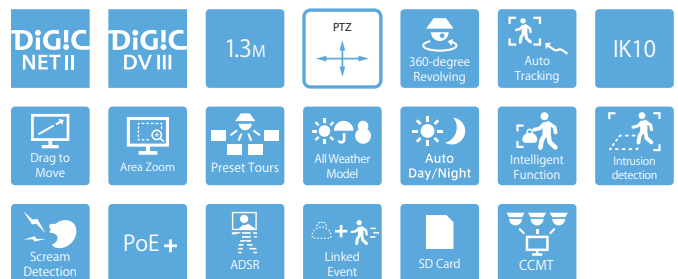 DiG!C
NET II
DiG!C
DV III
1.3M
PTZ
360-degree
Revolving
Auto
Tracking
IK10
Drag to
Move
Area Zoom
Preset Tours
All Weather
Model
Auto
Day/Night
Intelligent
Function
Intrusion
detection
Scream
Detection
PoE +
ADSR
Linked
Event
SD Card
CCMT